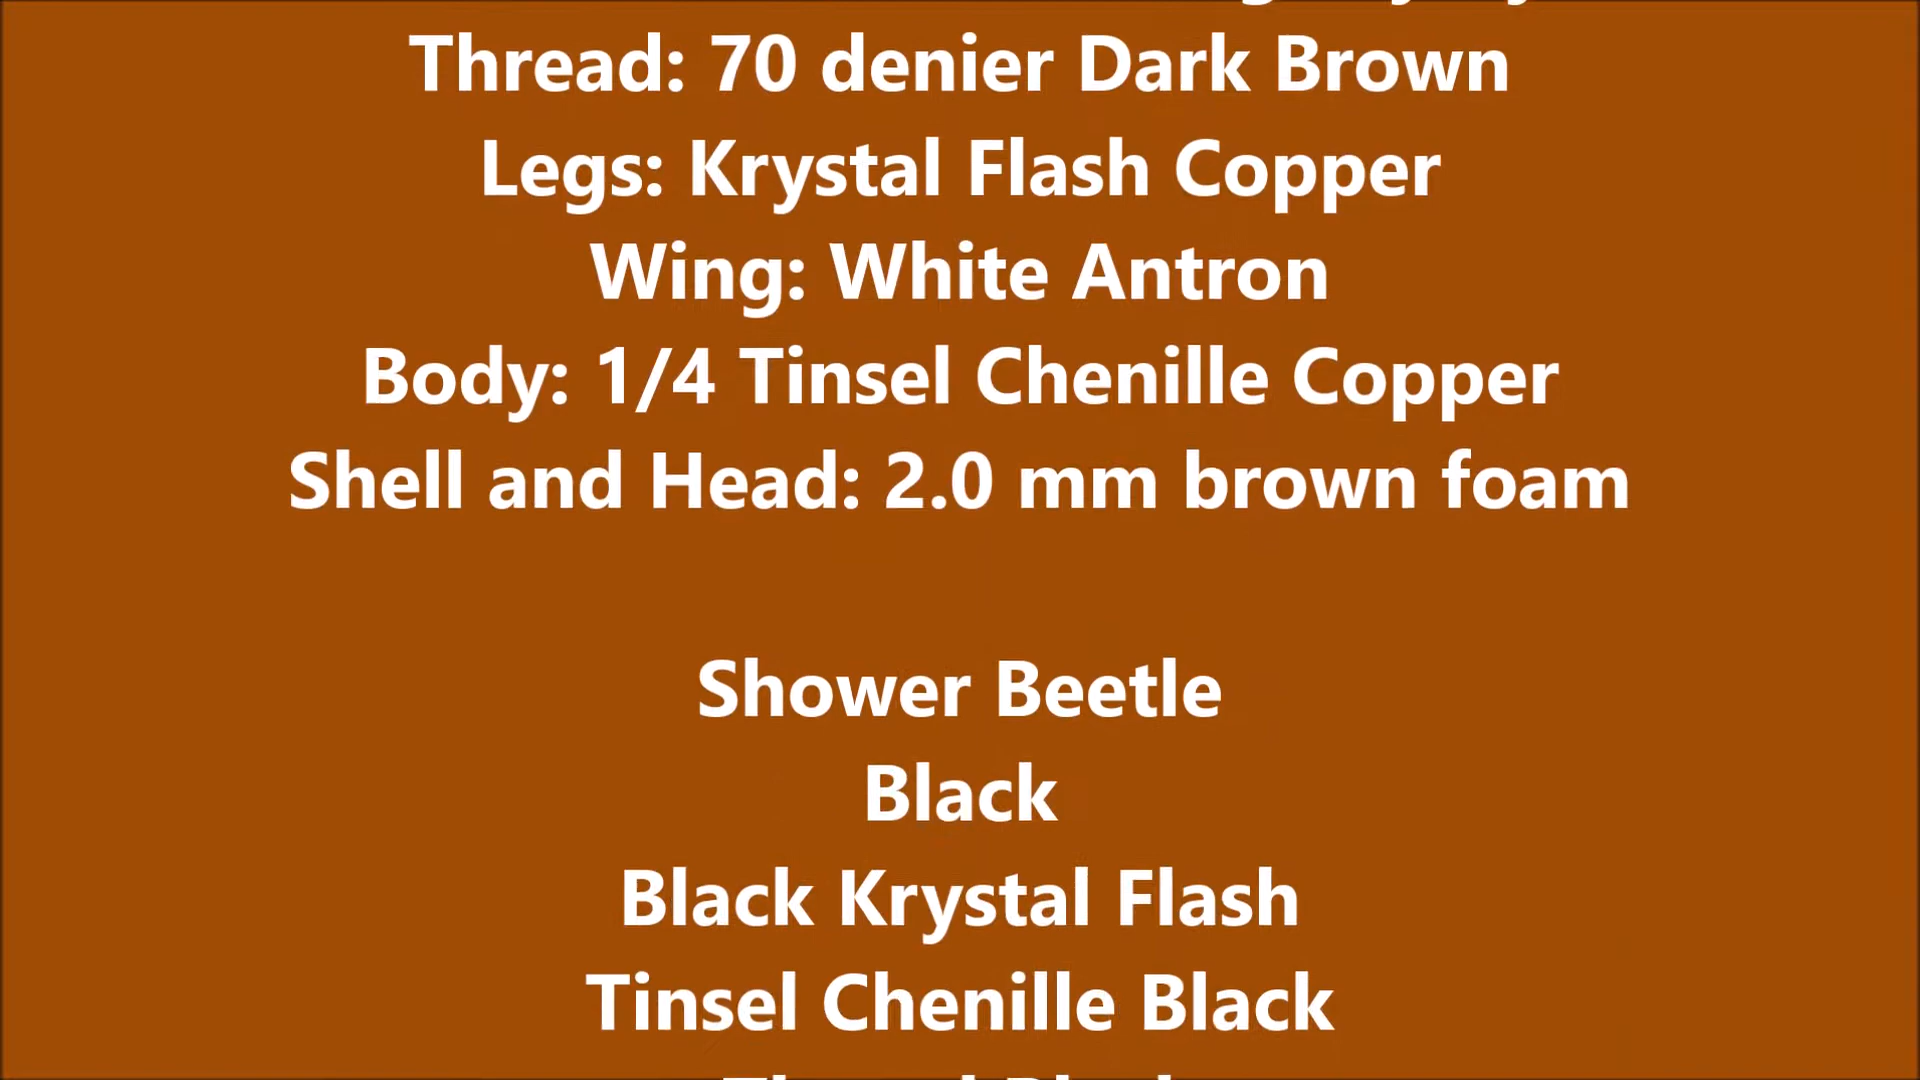 Thread: 70 denier Dark Brown
Legs: Krystal Flash Copper
Wing: White Antron
Body: 1/4 Tinsel Chenille Copper
Shell and Head: 2.0 mm brown foam
Shower Beetle
Black
Black Krystal Flash
Tinsel Chenille Black